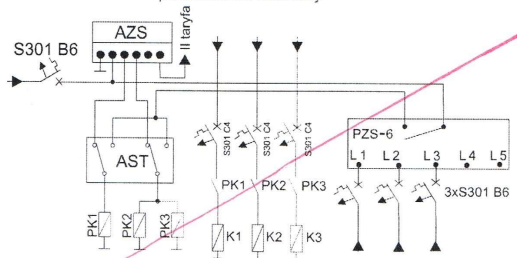 AZS
II taryfa
S301 B6
S301 C4
S301 C4
S301 C4
PZS-6
L1 L2 L3 L4 L5
AST
PK1 PK2 PK3
3xS301 B6
PK1 PK2 PK3
K1 K2 K3